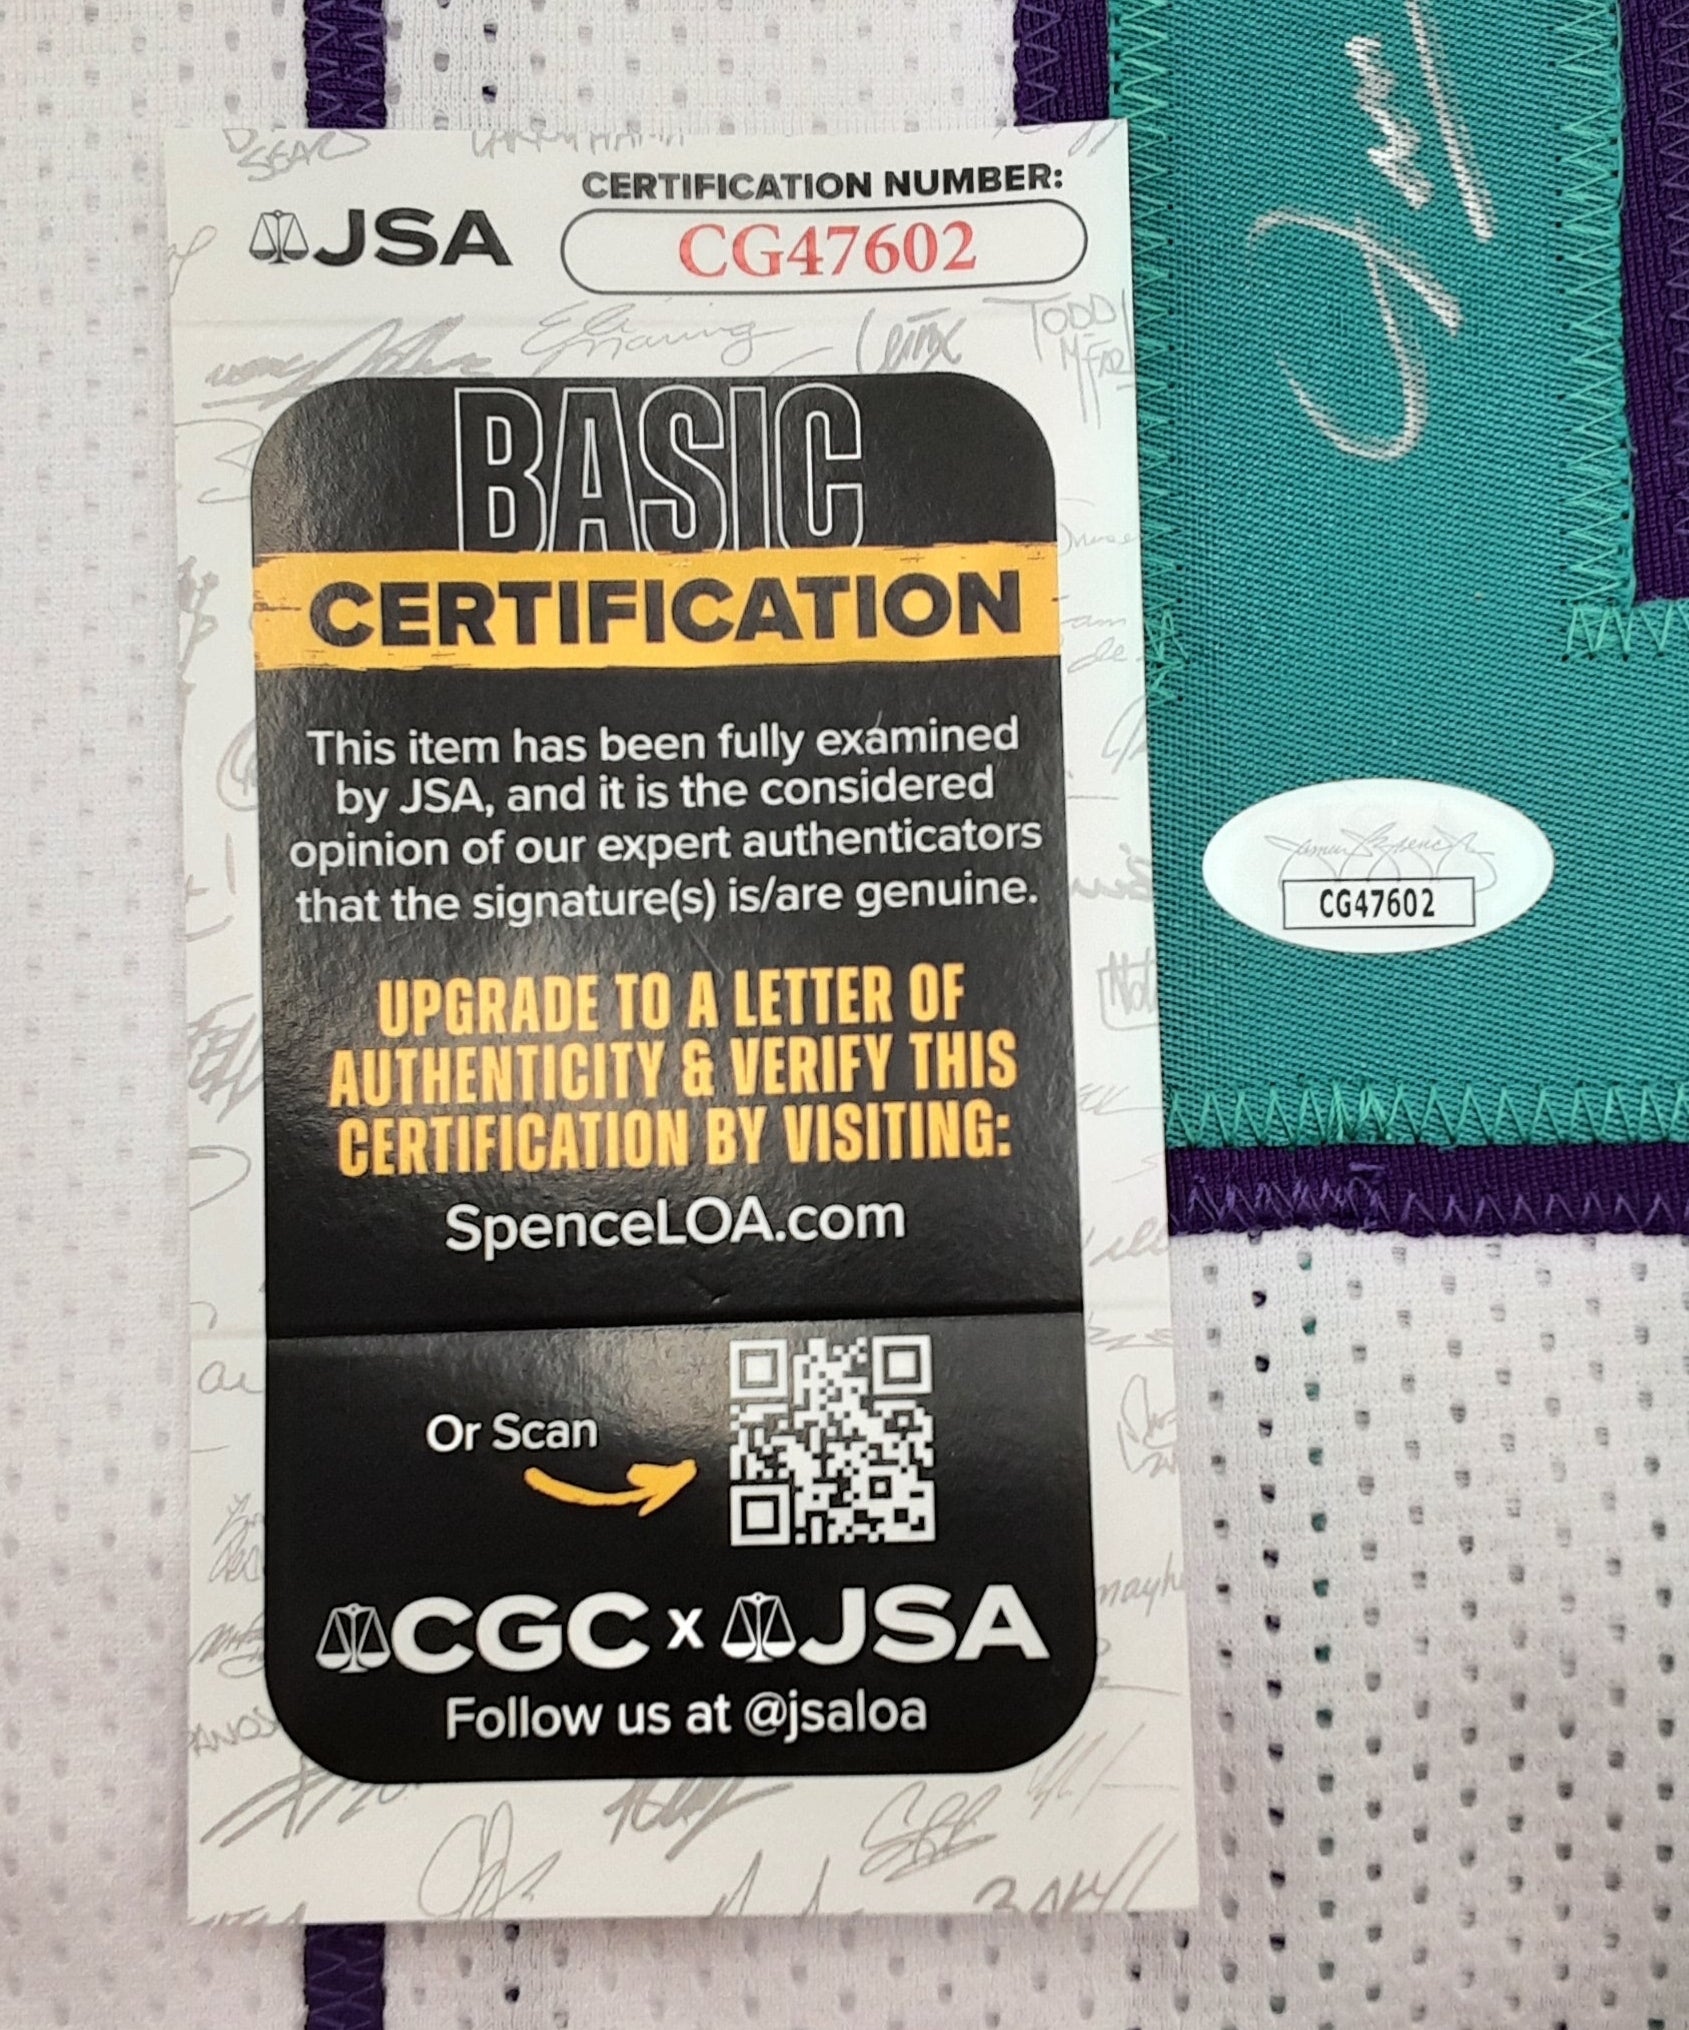 JSA
CERTIFICATION NUMBER:
CG47602
BASIC
CERTIFICATION
This item has been fully examined
by JSA, and it is the considered
opinion of our expert authenticators
that the signature(s) is/are genuine.
UPGRADE TO A LETTER OF
AUTHENTICITY & VERIFY THIS
CERTIFICATION BY VISITING:
SpenceLOA.com
Or Scan
CGC x JSA
Follow us at @jsaloa
CG47602